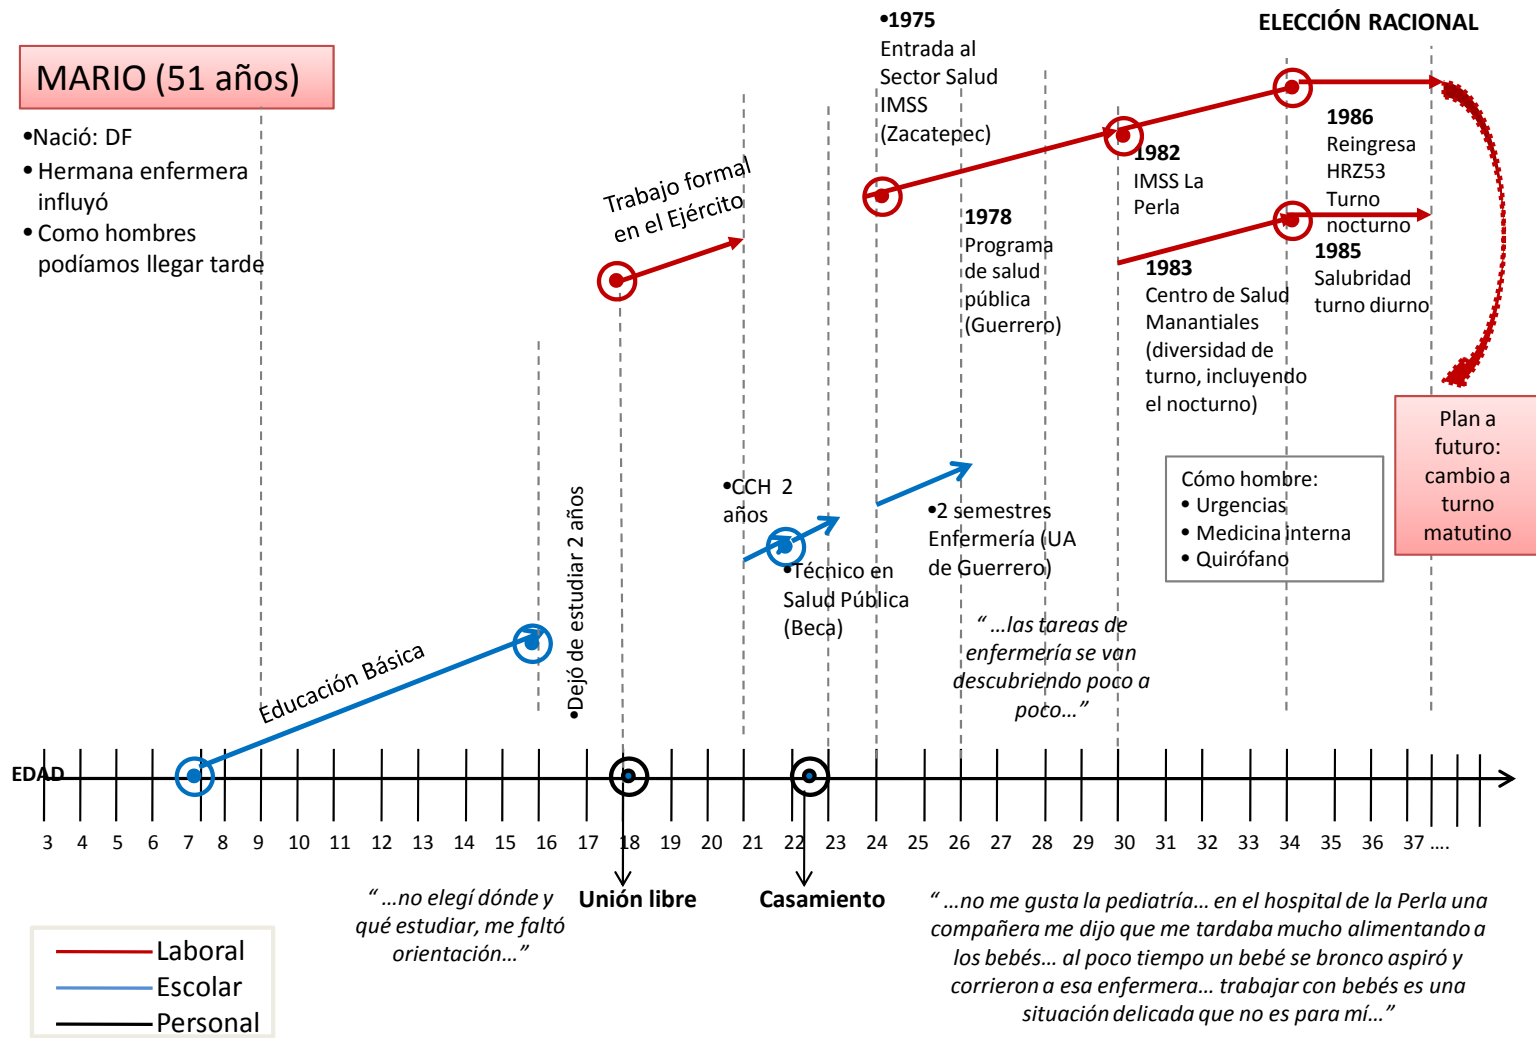 MARIO (51 años)
•Nació: DF
• Hermana enfermera
influyó
• Como hombres
podíamos llegar tarde
Trabajo formal
en el Ejército
•1975
Entrada al
Sector Salud
IMSS
(Zacatepec)
1978
Programa
de salud
pública
(Guerrero)
1982
IMSS La
Perla
1983
Centro de Salud
Manantiales
(diversidad de
turno, incluyendo
el nocturno)
ELECCIÓN RACIONAL
1986
Reingresa
HRZ53
Turno
nocturno
1985
Salubridad
turno diurno
Plan a
futuro:
cambio a
turno
matutino
Cómo hombre:
• Urgencias
• Medicina interna
• Quirófano
Educación Básica
•Dejó de estudiar 2 años
•CCH 2
años
•Técnico en
Salud Pública
(Beca)
•2 semestres
Enfermería (UA
de Guerrero)
“ …las tareas de
enfermería se van
descubriendo poco a
poco…”
EDAD
3 4 6 7 8 9 10 11 12 13 14 15 16 17 18 19 20 21 22 23 24 25 26 27 28 29 30 31 32 33 34 35 36 37 ….
“ …no elegí dónde y
qué estudiar, me faltó
orientación…”
Unión libre
Casamiento
“ …no me gusta la pediatría… en el hospital de la Perla una
compañera me dijo que me tardaba mucho alimentando a
los bebés… al poco tiempo un bebé se bronco aspiró y
corrieron a esa enfermera… trabajar con bebés es una
situación delicada que no es para mí…”
Laboral
Escolar
Personal